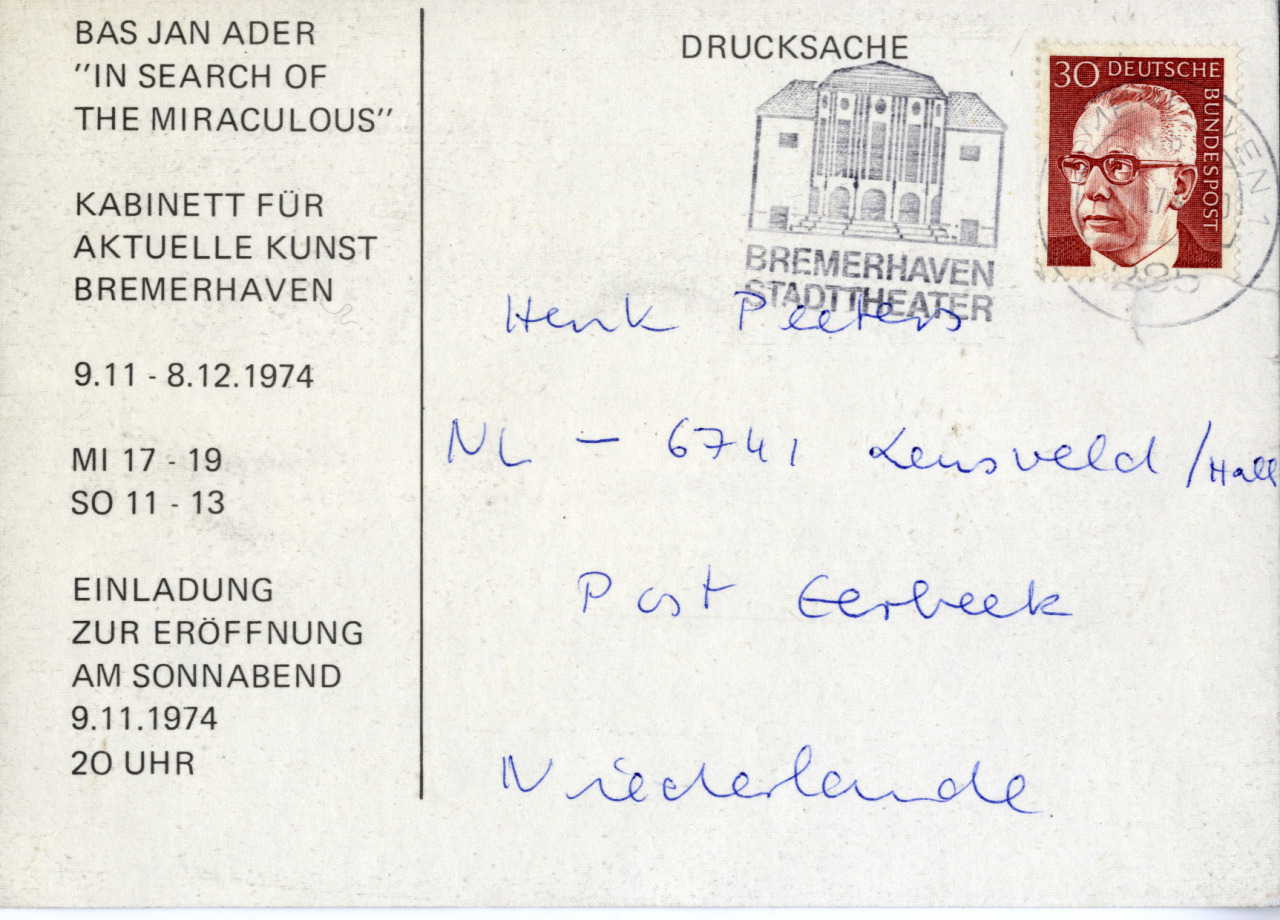 BAS JAN ADER
"IN SEARCH OF
THE MIRACULOUS"
KABINETT FÜR
AKTUELLE KUNST
BREMERHAVEN
9.11 - 8.12.1974
MI 17 - 19
SO 11 - 13
EINLADUNG
ZUR ERÖFFNUNG
AM SONNABEND
9.11.1974
20 UHR
DRUCKSACHE
30 DEUTSCHE
BUNDESPOST
BREMERHAVEN
STADTTHEATER
Henk Peeters
NL - 6741 Leusveld / Hall
Post Eerbeek
Niederlande